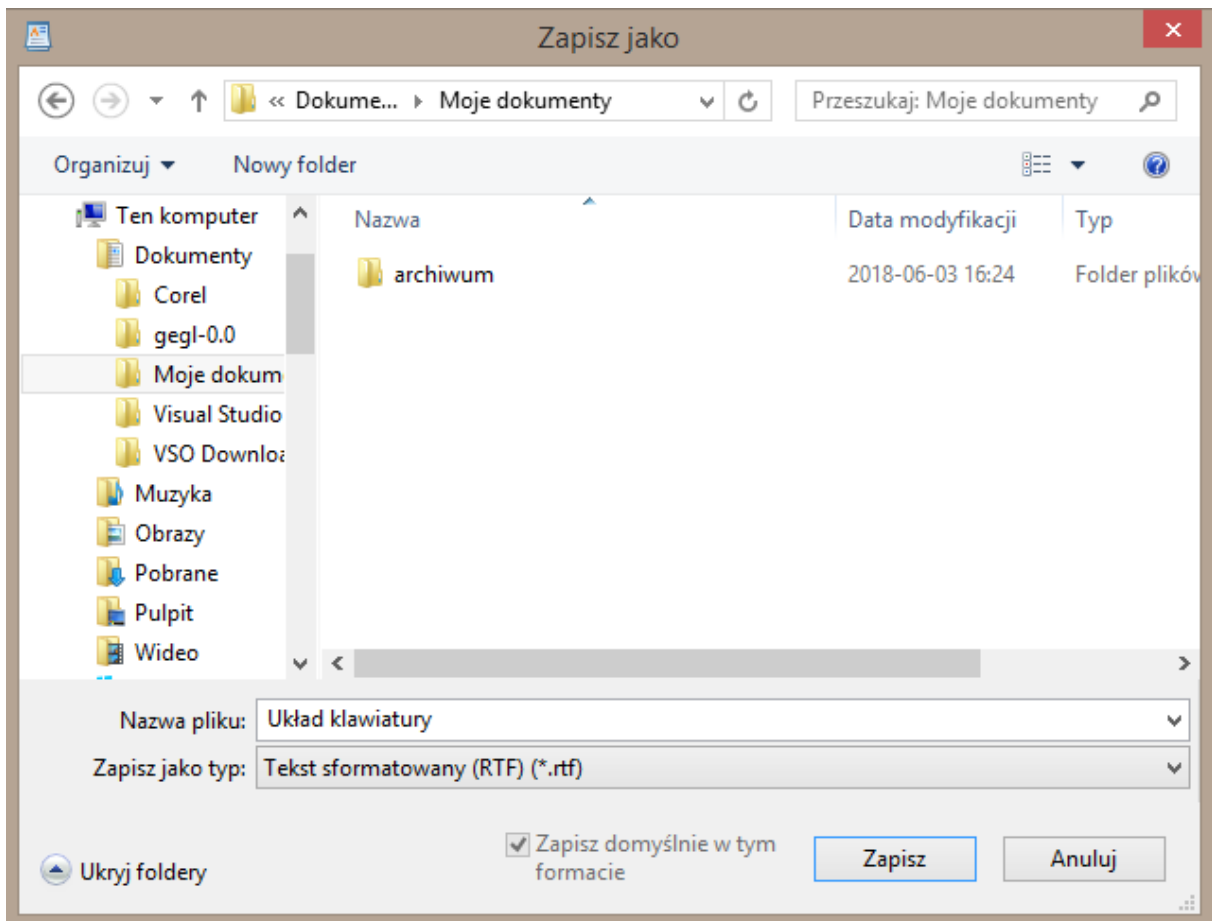 Zapisz jako
« Dokume... Moje dokumenty Przeszukaj: Moje dokumenty
Organizuj Nowy folder
Ten komputer
Dokumenty
Corel
gegl-0.0
Moje dokum
Visual Studio
VSO Downloa
Muzyka
Obrazy
Pobrane
Pulpit
Wideo
Nazwa Data modyfikacji Typ
archiwum 2018-06-03 16:24 Folder plików
Nazwa pliku: Układ klawiatury
Zapisz jako typ: Tekst sformatowany (RTF) (*.rtf)
Zapisz domyślnie w tym
formacie
Ukryj foldery
Zapisz Anuluj